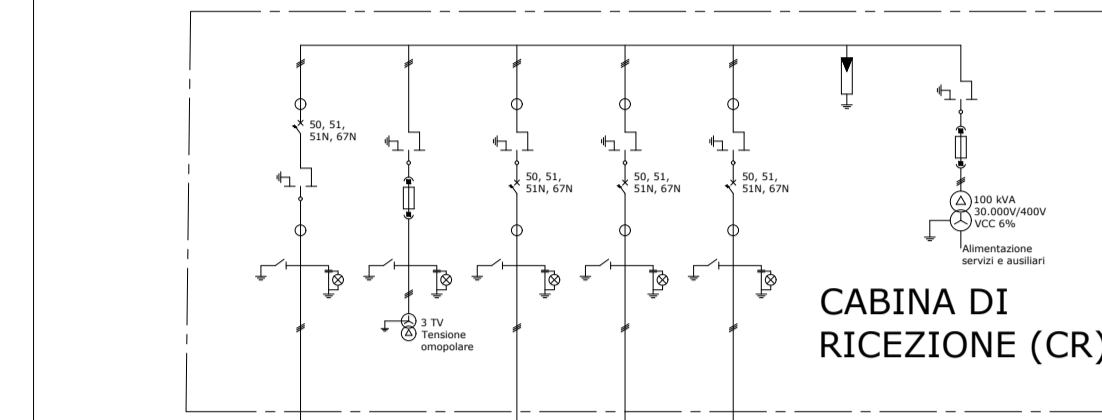 50, 51,
51N, 67N
50, 51,
51N, 67N
50, 51,
51N, 67N
50, 51,
51N, 67N
100 kVA
30.000V/400V
VCC 6%
Alimentazione
servizi e ausiliari
3 TV
Tensione
omopolare
CABINA DI
RICEZIONE (CR)